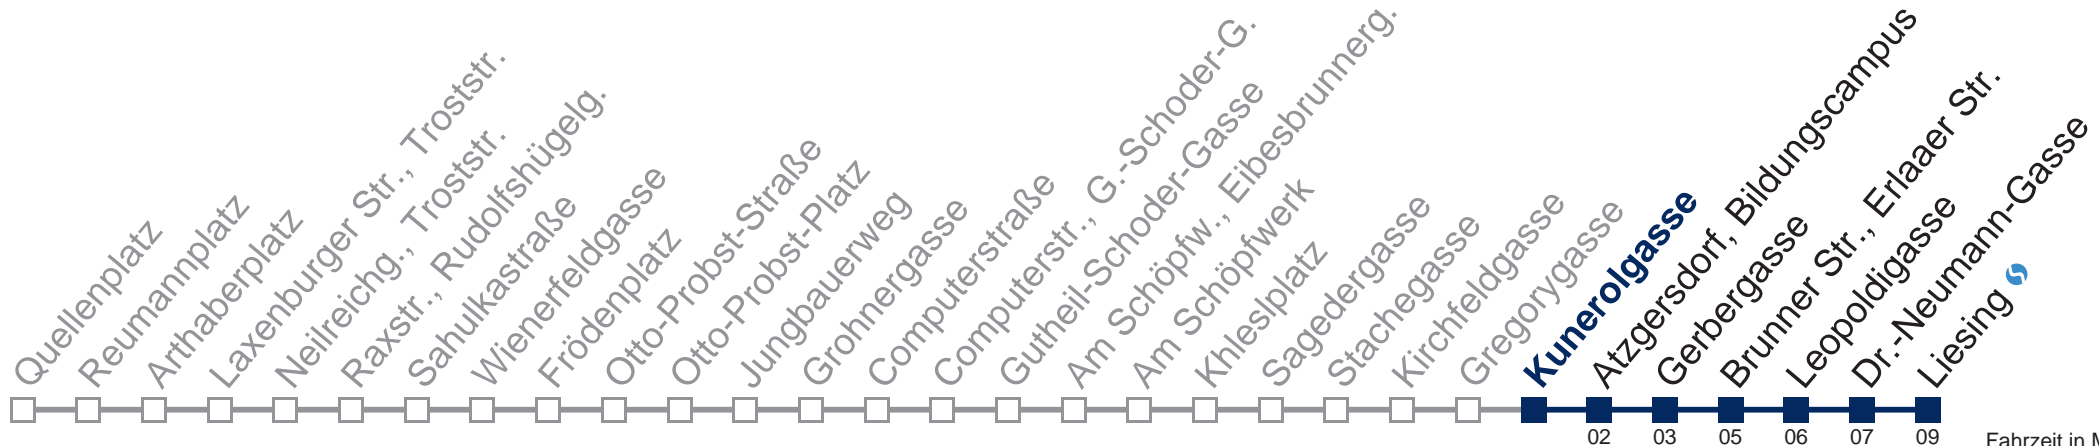 Quellenplatz
Reumannplatz
Arthaberplatz
Laxenburger Str., Troststr.
Neilreichg., Troststr.
Raxstr., Rudolfshügelg.
Sahulkastraße
Wienerfeldgasse
Frödenplatz
Otto-Probst-Straße
Otto-Probst-Platz
Jungbauerweg
Grohnergasse
Computerstraße
Computerstr., G.-Schoder-G.
Gutheil-Schoder-Gasse
Am Schöpfw., Eibesbrunnerg.
Am Schöpfwerk
Khleslplatz
Sagedergasse
Stachegasse
Kirchfeldgasse
Gregorygasse
Kunerolgasse
Atzgersdorf, Bildungscampus
Gerbergasse
Brunner Str., Erlaaer Str.
Leopoldigasse
Dr.-Neumann-Gasse
Liesing
02 03 05 06 07 09
Fahrzeit in M